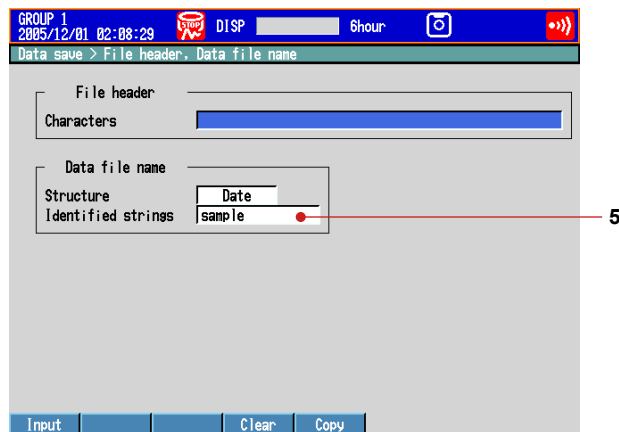 GROUP 1
2005/12/01 02:08:29 STOP DISP 6hour
Data save > File header, Data file name
File header
Characters
Data file name
Structure Date
Identified strings sample 5
Input Clear Copy